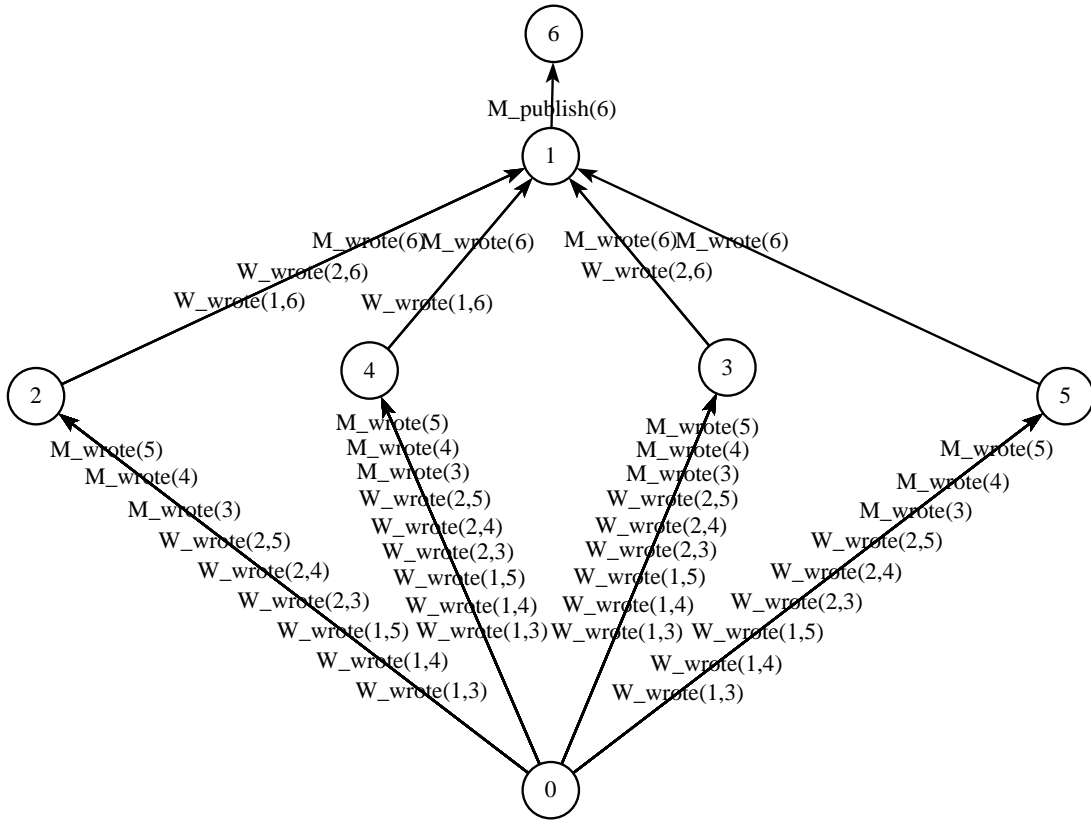 6
M_publish(6)
1
M_wrote(6) M_wrote(6) M_wrote(6) M_wrote(6)
W_wrote(2,6) W_wrote(2,6)
W_wrote(1,6) W_wrote(1,6)
2 4 3 5
M_wrote(5) M_wrote(5) M_wrote(5) M_wrote(5)
M_wrote(4) M_wrote(4) M_wrote(4) M_wrote(4)
M_wrote(3) M_wrote(3) M_wrote(3) M_wrote(3)
W_wrote(2,5) W_wrote(2,5) W_wrote(2,5) W_wrote(2,5)
W_wrote(2,4) W_wrote(2,4) W_wrote(2,4) W_wrote(2,4)
W_wrote(2,3) W_wrote(2,3) W_wrote(2,3) W_wrote(2,3)
W_wrote(1,5) W_wrote(1,5) W_wrote(1,5) W_wrote(1,5)
W_wrote(1,4) W_wrote(1,4) W_wrote(1,4) W_wrote(1,4)
W_wrote(1,3) W_wrote(1,3) W_wrote(1,3) W_wrote(1,3)
0